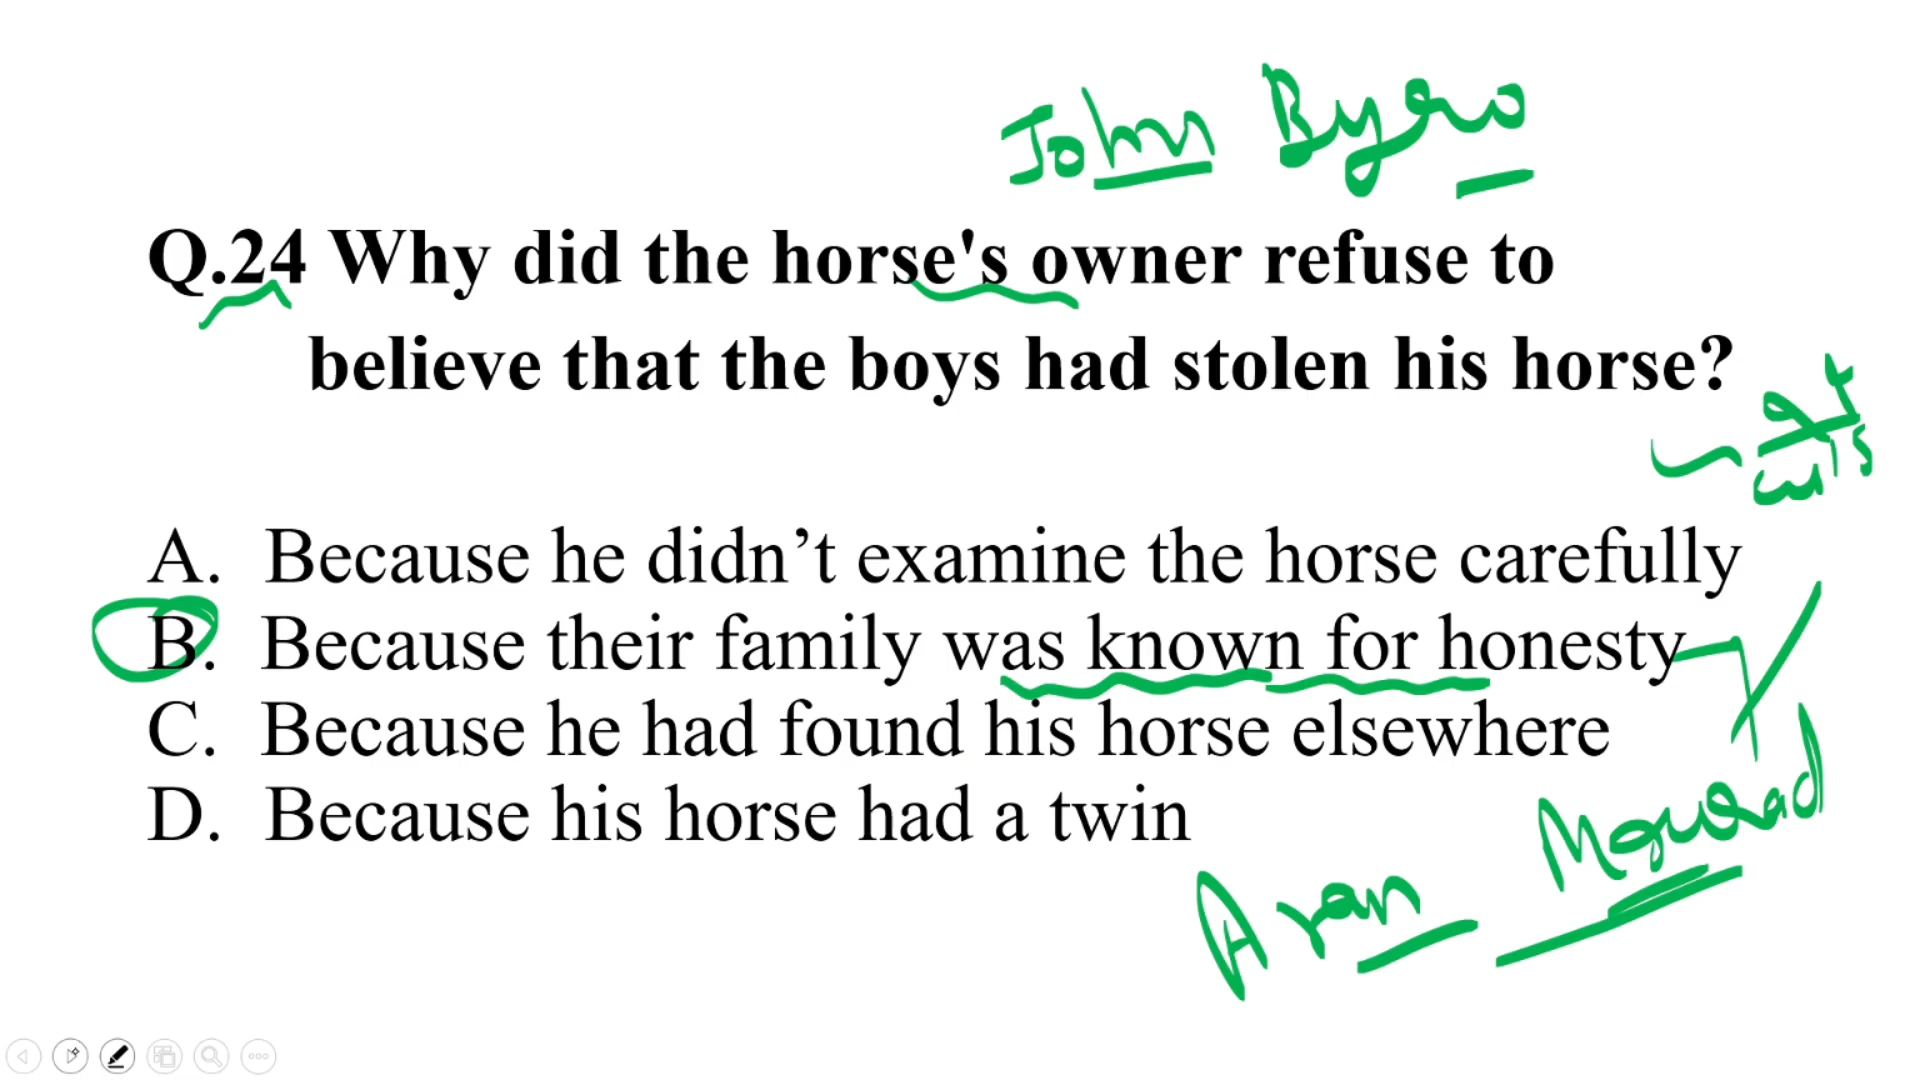 John Byro
Q.24 Why did the horse's owner refuse to
believe that the boys had stolen his horse?
A. Because he didn’t examine the horse carefully
B. Because their family was known for honesty
C. Because he had found his horse elsewhere
D. Because his horse had a twin
Mourad
Aran